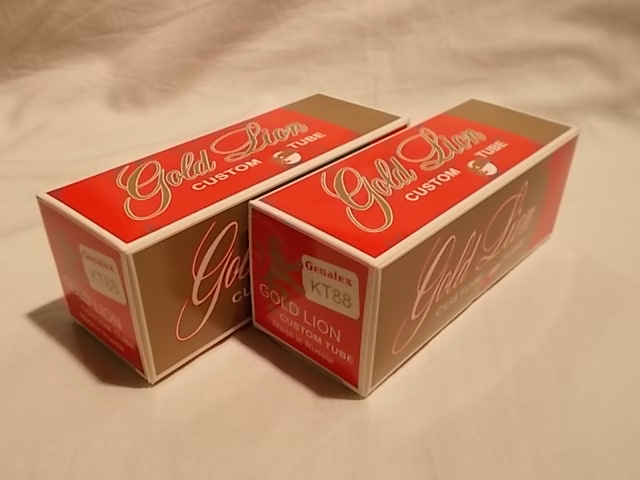 Gold Lion
CUSTOM TUBE
Genalex
KT88
GOLD LION
CUSTOM TUBE
Gold Lion
CUSTOM TUBE
Genalex
KT88
GOLD LION
CUSTOM TUBE
Made in Russia
Gold Lion
CUSTOM